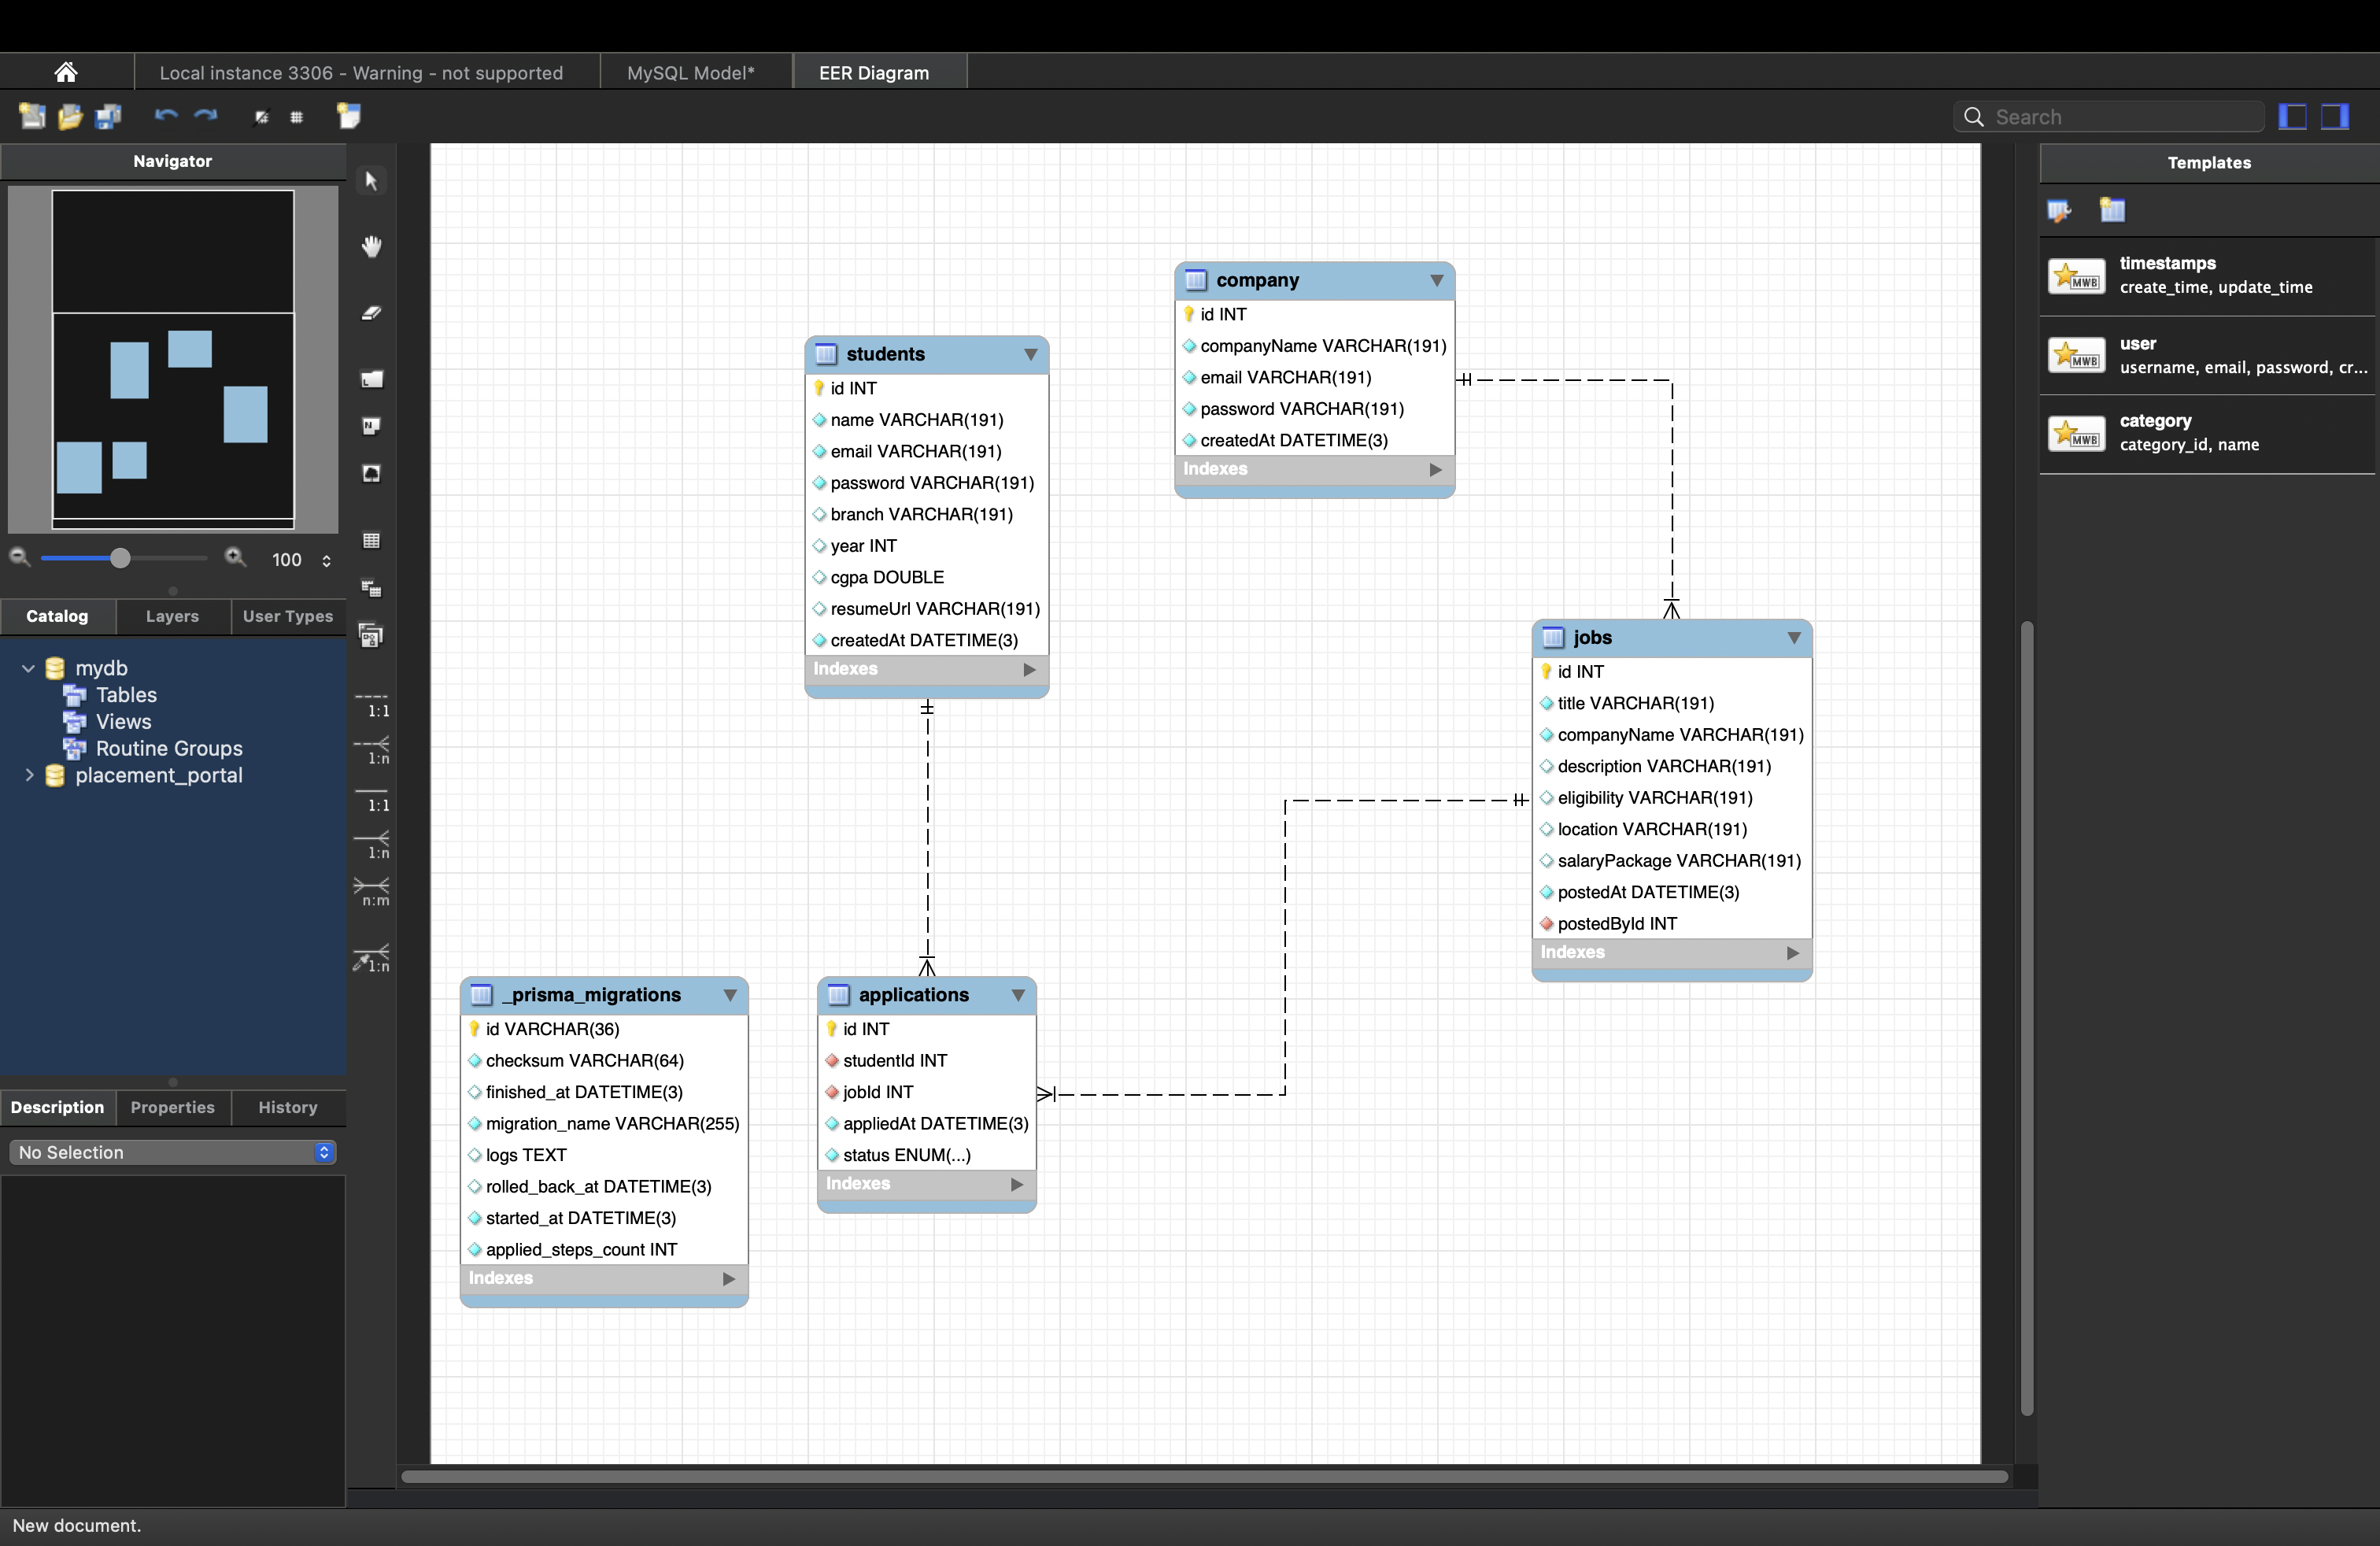 Local instance 3306 - Warning - not supported
MySQL Model*
EER Diagram
Search
Navigator
100
Catalog
Layers
User Types
mydb
Tables
Views
Routine Groups
placement_portal
Description
Properties
History
No Selection
New document.
1:1
1:n
1:1
1:n
n:m
1:n
students
id INT
name VARCHAR(191)
email VARCHAR(191)
password VARCHAR(191)
branch VARCHAR(191)
year INT
cgpa DOUBLE
resumeUrl VARCHAR(191)
createdAt DATETIME(3)
Indexes
company
id INT
companyName VARCHAR(191)
email VARCHAR(191)
password VARCHAR(191)
createdAt DATETIME(3)
Indexes
jobs
id INT
title VARCHAR(191)
companyName VARCHAR(191)
description VARCHAR(191)
eligibility VARCHAR(191)
location VARCHAR(191)
salaryPackage VARCHAR(191)
postedAt DATETIME(3)
postedById INT
Indexes
_prisma_migrations
id VARCHAR(36)
checksum VARCHAR(64)
finished_at DATETIME(3)
migration_name VARCHAR(255)
logs TEXT
rolled_back_at DATETIME(3)
started_at DATETIME(3)
applied_steps_count INT
Indexes
applications
id INT
studentId INT
jobId INT
appliedAt DATETIME(3)
status ENUM(...)
Indexes
Templates
MWB
timestamps
create_time, update_time
MWB
user
username, email, password, cr...
MWB
category
category_id, name